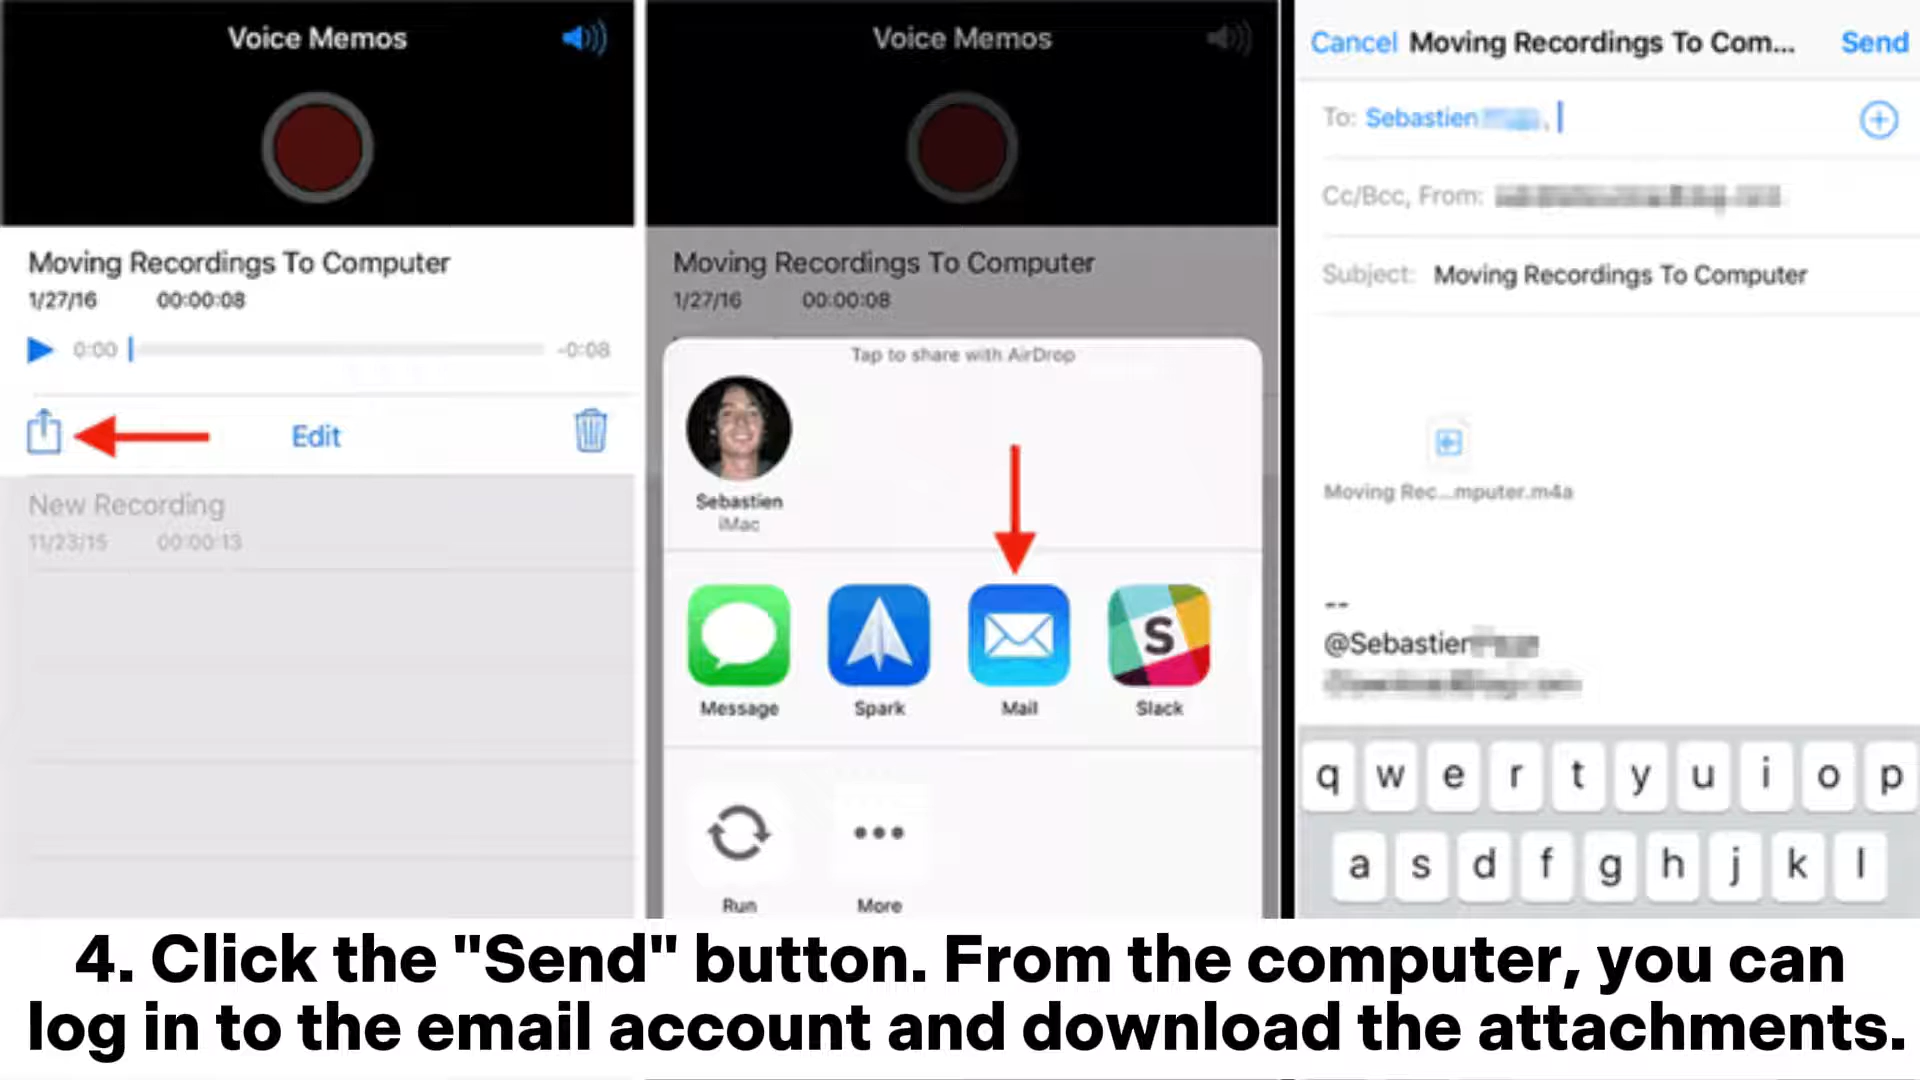 Voice Memos
Moving Recordings To Computer
1/27/16 00:00:08
0:00 -0:08
Edit
New Recording
11/23/15 00:00:13
Voice Memos
Moving Recordings To Computer
1/27/16 00:00:08
Tap to share with AirDrop
Sebastien
iMac
Message Spark Mail Slack
S
Run More
Cancel Moving Recordings To Com... Send
To: Sebastien ,
Cc/Bcc, From:
Subject: Moving Recordings To Computer
Moving Rec...mputer.m4a
--
@Sebastien
q w e r t y u i o p
a s d f g h j k l
4. Click the "Send" button. From the computer, you can
log in to the email account and download the attachments.